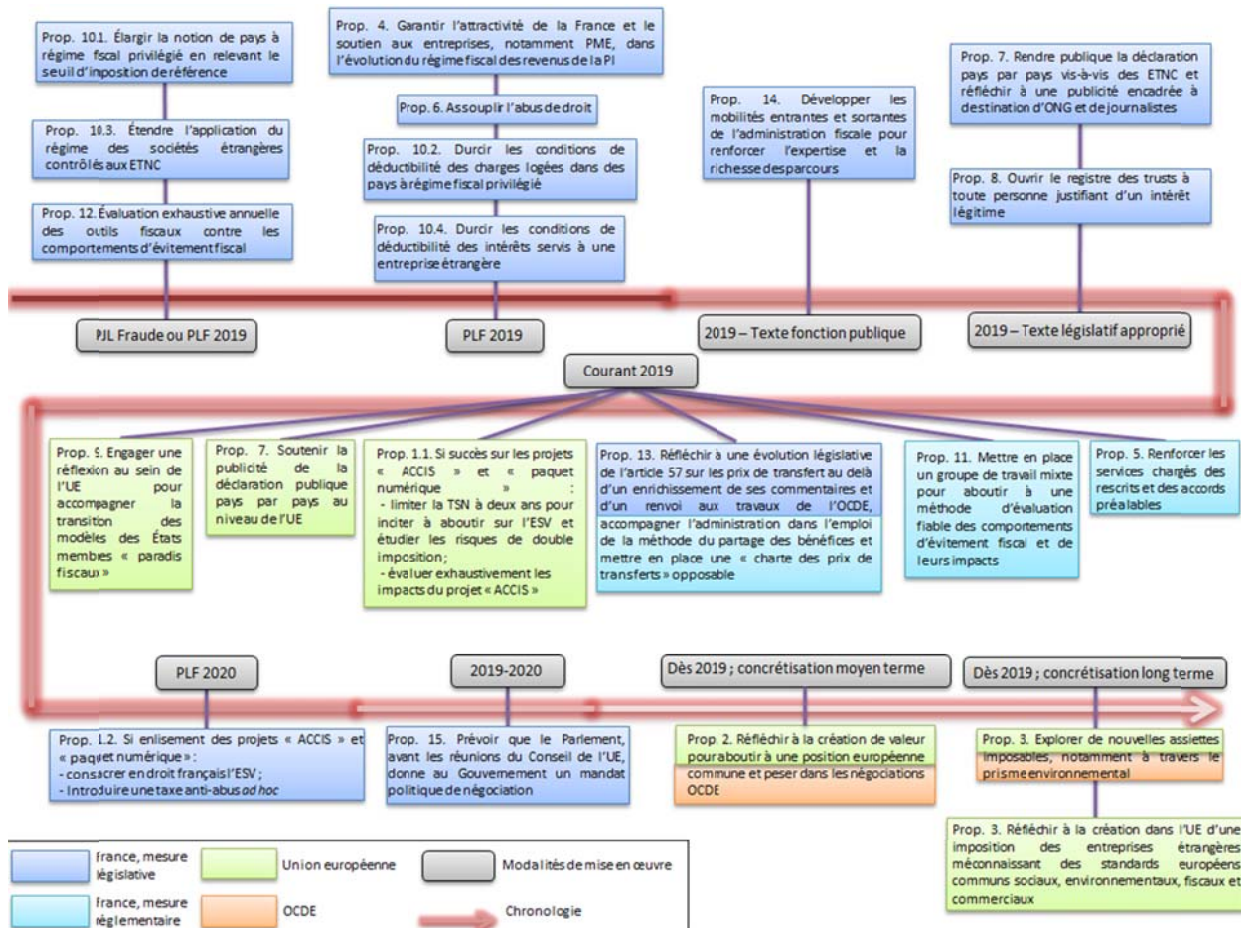 Prop. 10.1. Élargir la notion de pays à
régime fiscal privilégié en relevant le
seuil d'imposition de référence
Prop. 10.3. Étendre l'application du
régime des sociétés étrangères
contrôlés aux ETNC
Prop. 12. Évaluation exhaustive annuelle
des outils fiscaux contre les
comportements d'évitement fiscal
Prop. 4. Garantir l'attractivité de la France et le
soutien aux entreprises, notamment PME, dans
l'évolution du régime fiscal des revenus de la PI
Prop. 6. Assouplir l'abus de droit
Prop. 10.2. Durcir les conditions de
déductibilité des charges logées dans des
pays à régime fiscal privilégié
Prop. 10.4. Durcir les conditions de
déductibilité des intérêts servis à une
entreprise étrangère
Prop. 14. Développer les
mobilités entrantes et sortantes
de l'administration fiscale pour
renforcer l'expertise et la
richesse des parcours
Prop. 7. Rendre publique la déclaration
pays par pays vis-à-vis des ETNC et
réfléchir à une publicité encadrée à
destination d'ONG et de journalistes
Prop. 8. Ouvrir le registre des trusts à
toute personne justifiant d'un intérêt
légitime
PJL Fraude ou PLF 2019
PLF 2019
2019 – Texte fonction publique
2019 – Texte législatif approprié
Courant 2019
Prop. 9. Engager une
réflexion au sein de
l'UE pour
accompagner la
transition des
modèles des États
membres « paradis
fiscaux »
Prop. 7. Soutenir la
publicité de la
déclaration publique
pays par pays au
niveau de l'UE
Prop. 1.1. Si succès sur les projets
« ACCIS » et « paquet
numérique » :
- limiter la TSN à deux ans pour
inciter à aboutir sur l'ESV et
étudier les risques de double
imposition;
- évaluer exhaustivement les
impacts du projet « ACCIS »
Prop. 13. Réfléchir à une évolution législative
de l'article 57 sur les prix de transfert au delà
d'un enrichissement de ses commentaires et
d'un renvoi aux travaux de l'OCDE,
accompagner l'administration dans l'emploi
de la méthode du partage des bénéfices et
mettre en place une « charte des prix de
transferts » opposable
Prop. 11. Mettre en place
un groupe de travail mixte
pour aboutir à une
méthode d'évaluation
fiable des comportements
d'évitement fiscal et de
leurs impacts
Prop. 5. Renforcer
les services chargés des
rescrits et des accords
préalables
PLF 2020
2019-2020
Dès 2019 ; concrétisation moyen terme
Dès 2019 ; concrétisation long terme
Prop. 1.2. Si enlisement des projets « ACCIS » et
« paquet numérique » :
- consacrer en droit français l'ESV ;
- Introduire une taxe anti-abus ad hoc
Prop. 15. Prévoir que le Parlement,
avant les réunions du Conseil de l'UE,
donne au Gouvernement un mandat
politique de négociation
Prop. 2. Réfléchir à la création de valeur
pour aboutir à une position européenne
commune et peser dans les négociations
OCDE
Prop. 3. Explorer de nouvelles assiettes
imposables, notamment à travers le
prisme environnemental
Prop. 3. Réfléchir à la création dans l'UE d'une
imposition des entreprises étrangères
méconnaissant des standards européens
communs sociaux, environnementaux, fiscaux et
commerciaux
France, mesure
législative
Union européenne
Modalités de mise en œuvre
France, mesure
réglementaire
OCDE
Chronologie